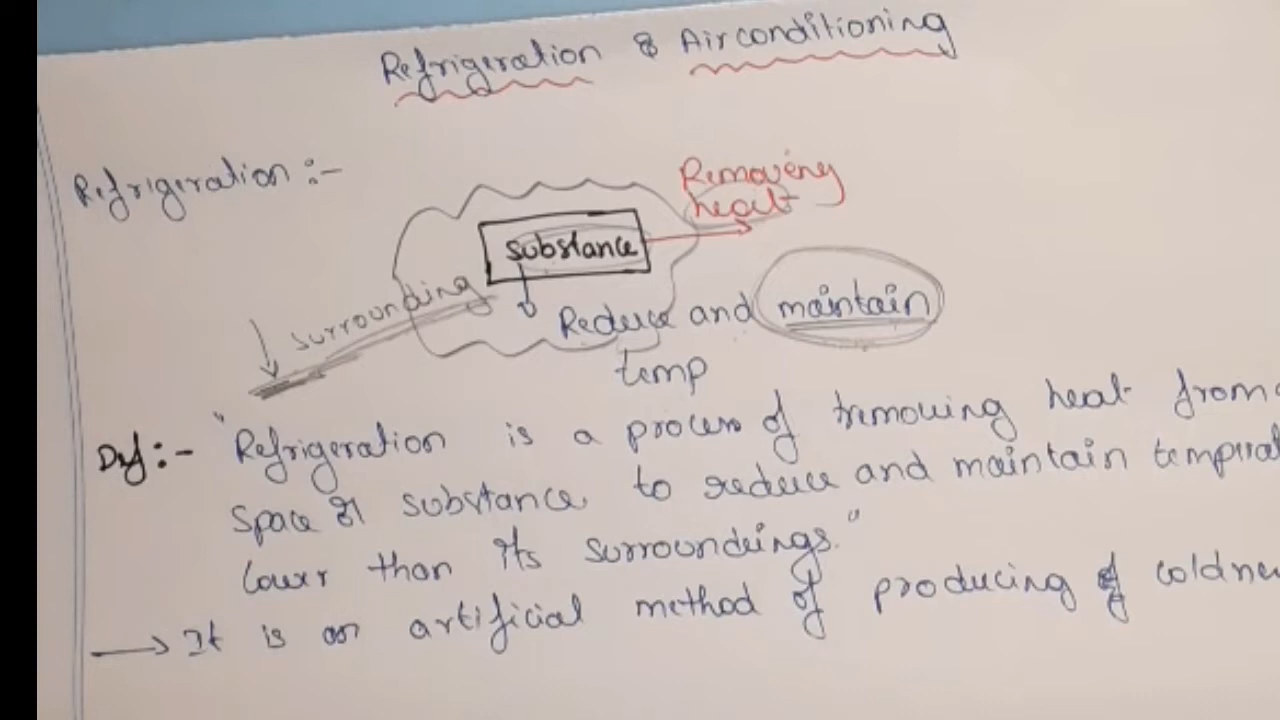 Refrigeration & Airconditioning
Refrigeration :-
Removing
heat
substance
surrounding
Reduce and maintain
temp
Def :- "Refrigeration is a process of removing heat from
space or substance to reduce and maintain temperat
lower than its surroundings."
→ It is an artificial method of producing of coldne